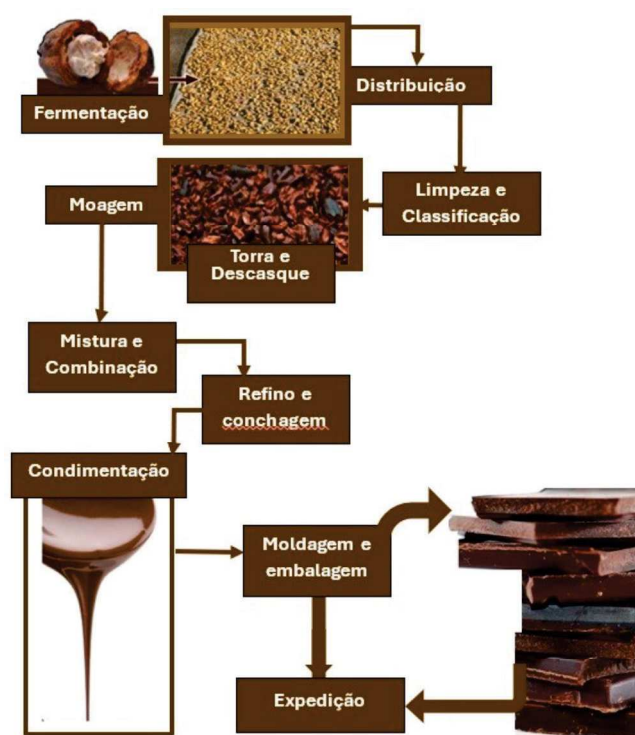 Fermentação
Distribuição
Limpeza e
Classificação
Torra e
Descasque
Moagem
Mistura e
Combinação
Refino e
conchagem
Condimentação
Moldagem e
embalagem
Expedição